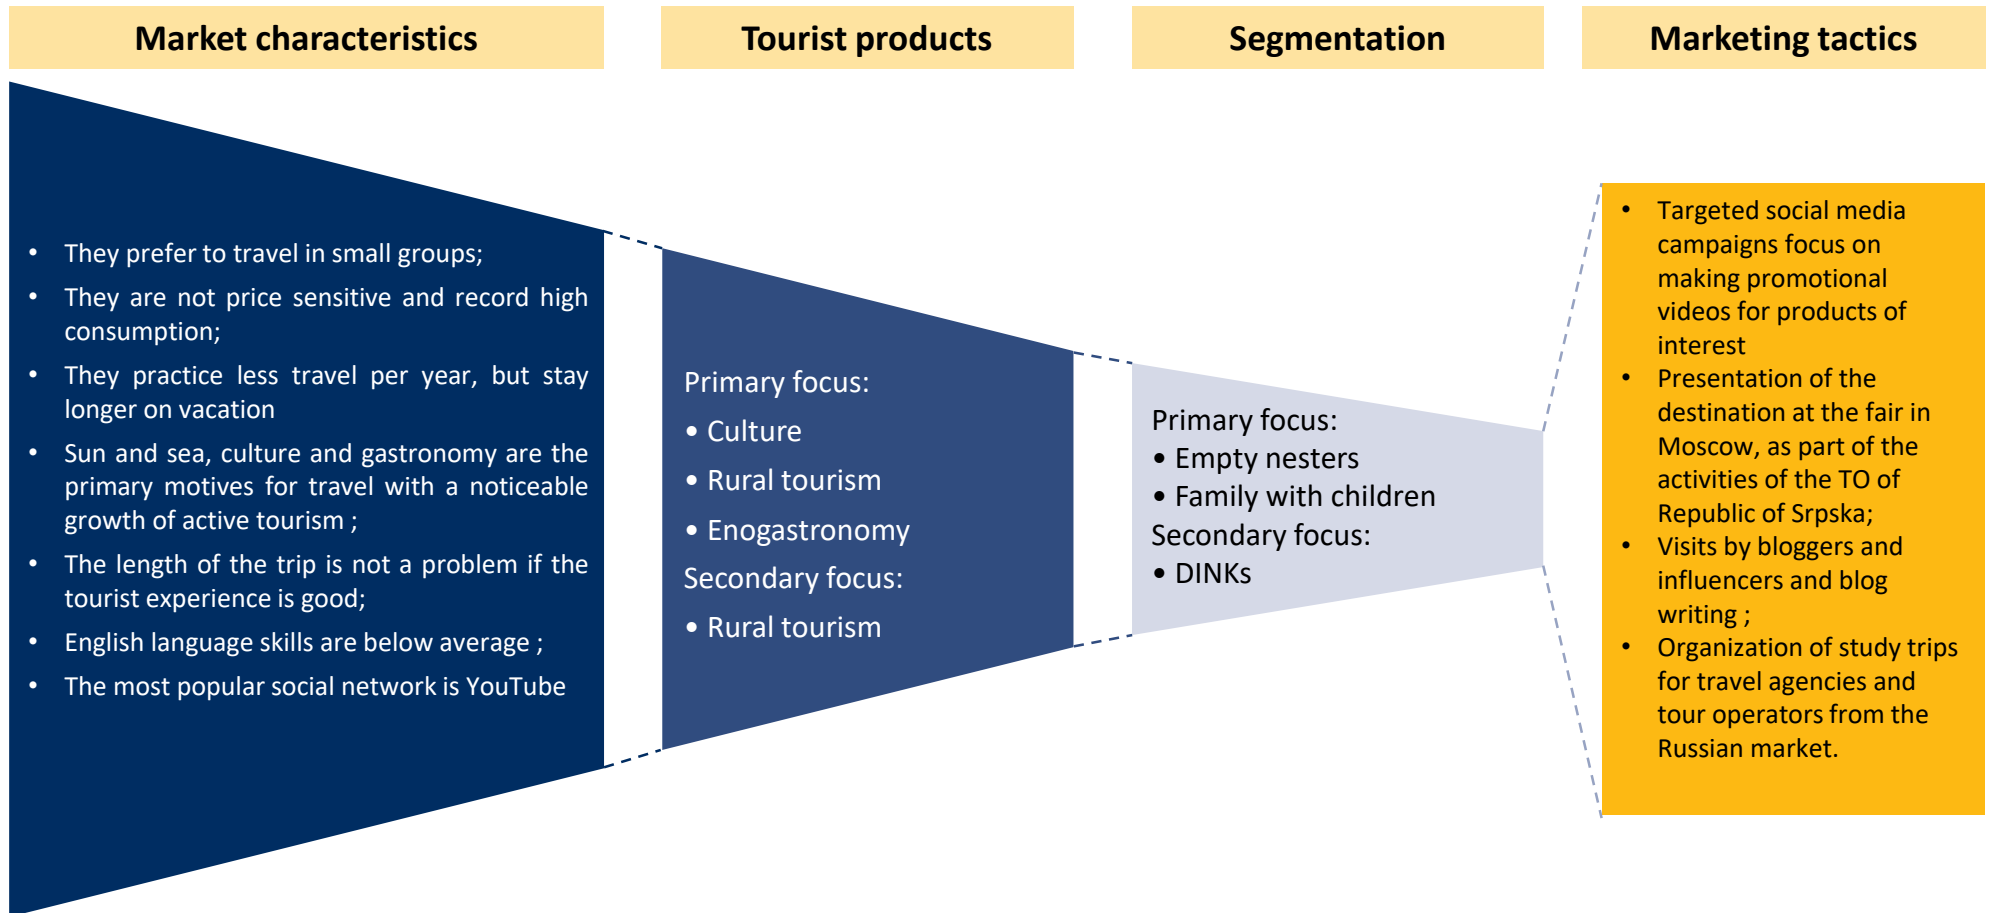 Market characteristics
Tourist products
Segmentation
Marketing tactics
• They prefer to travel in small groups;
• They are not price sensitive and record high
consumption;
• They practice less travel per year, but stay
longer on vacation
• Sun and sea, culture and gastronomy are the
primary motives for travel with a noticeable
growth of active tourism ;
• The length of the trip is not a problem if the
tourist experience is good;
• English language skills are below average ;
• The most popular social network is YouTube
Primary focus:
• Culture
• Rural tourism
• Enogastronomy
Secondary focus:
• Rural tourism
Primary focus:
• Empty nesters
• Family with children
Secondary focus:
• DINKs
• Targeted social media
campaigns focus on
making promotional
videos for products of
interest
• Presentation of the
destination at the fair in
Moscow, as part of the
activities of the TO of
Republic of Srpska;
• Visits by bloggers and
influencers and blog
writing ;
• Organization of study trips
for travel agencies and
tour operators from the
Russian market.